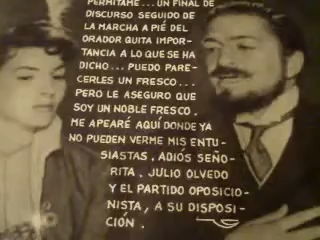 PERMÍTAME... UN FINAL DE
DISCURSO SEGUIDO DE
LA MARCHA A PIÉ DEL
ORADOR QUITA IMPOR-
TANCIA A LO QUE SE HA
DICHO... PUEDO PARE-
CERLES UN FRESCO...
PERO LE ASEGURO QUE
SOY UN NOBLE FRESCO.
ME APEARÉ AQUÍ DONDE YA
NO PUEDEN VERME MIS ENTU-
SIASTAS. ADIÓS SEÑO-
RITA. JULIO OLVEDO
Y EL PARTIDO OPOSICIO-
NISTA, A SU DISPOSI-
CIÓN.